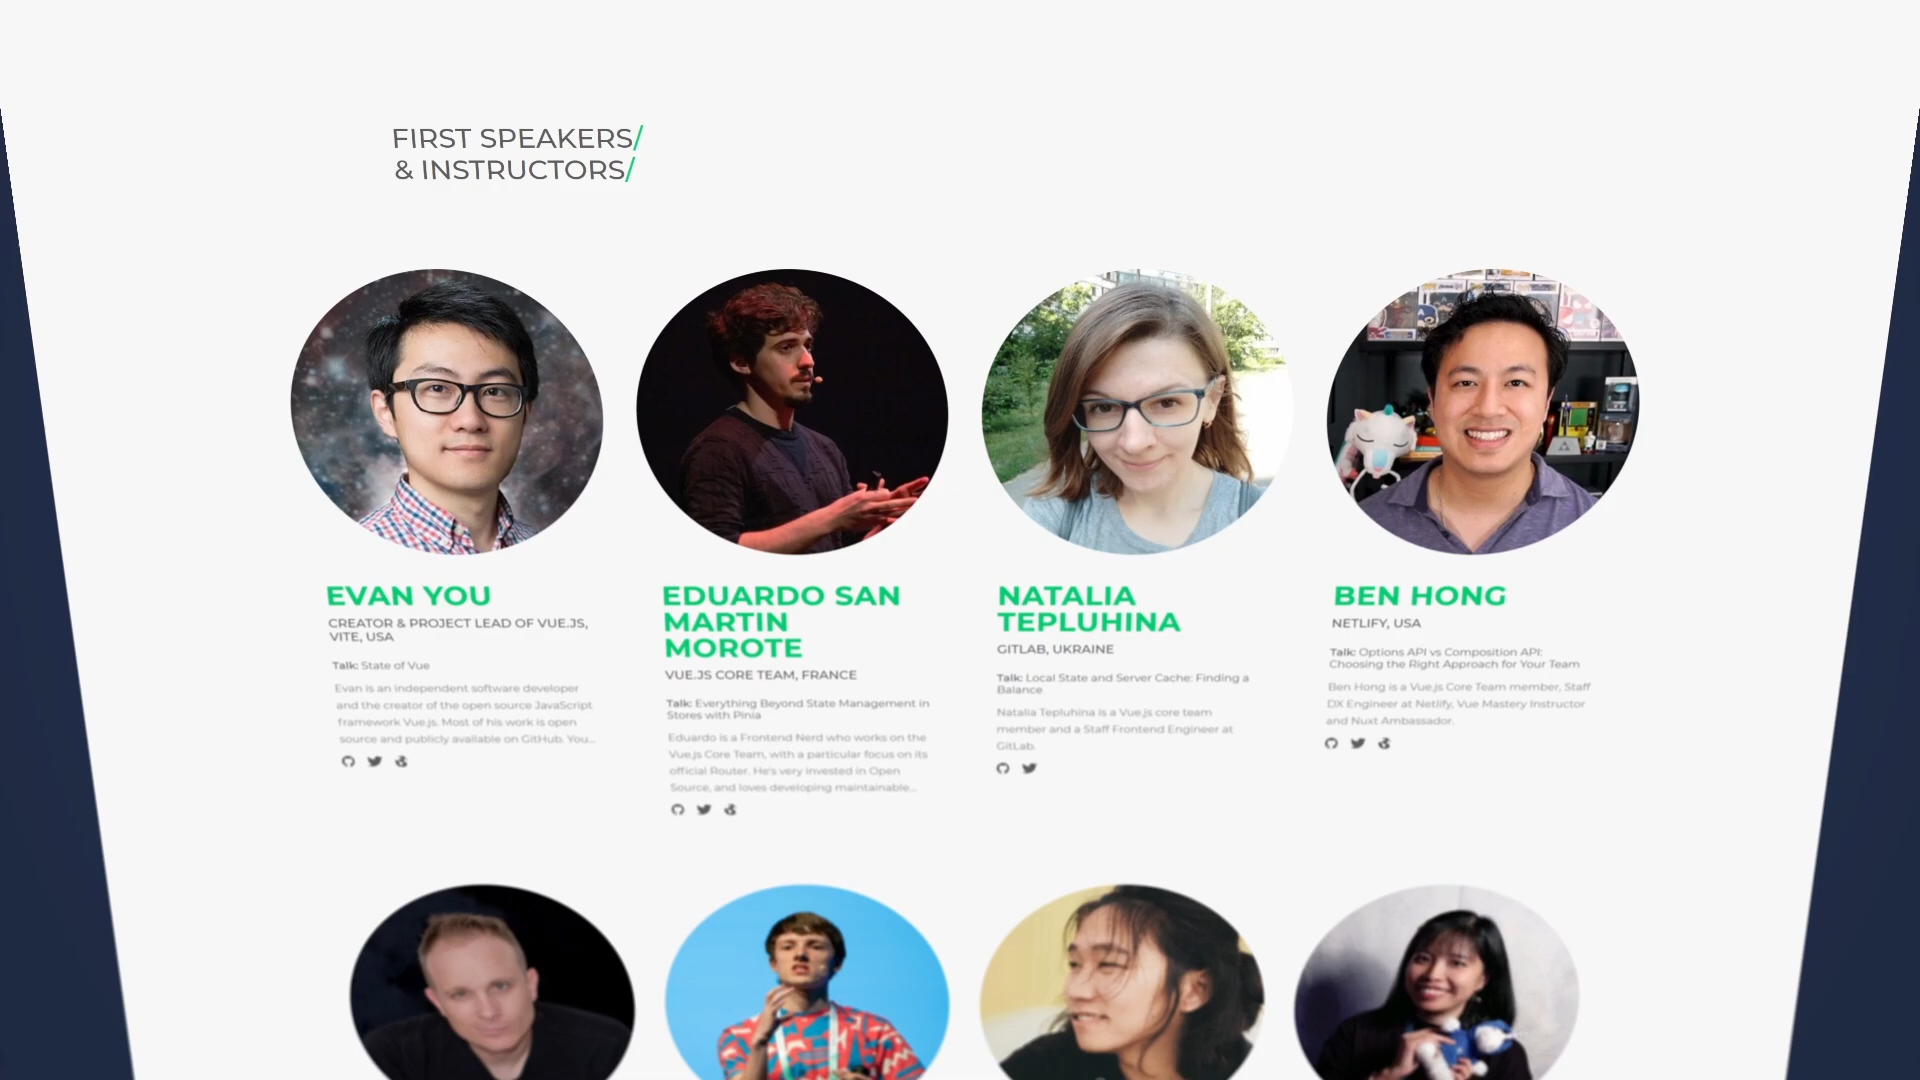 FIRST SPEAKERS/
& INSTRUCTORS/
EVAN YOU
CREATOR & PROJECT LEAD OF VUE.JS,
VITE, USA
Talk: State of Vue
Evan is an independent software developer
and the creator of the open source JavaScript
framework Vue.js. Most of his work is open
source and publicly available on GitHub. You...
EDUARDO SAN
MARTIN
MOROTE
VUE.JS CORE TEAM, FRANCE
Talk: Everything Beyond State Management in
Stores with Pinia
Eduardo is a Frontend Nerd who works on the
Vue.js Core Team, with a particular focus on its
official Router. He's very invested in Open
Source, and loves developing maintainable...
NATALIA
TEPLUHINA
GITLAB, UKRAINE
Talk: Local State and Server Cache: Finding a
Balance
Natalia Tepluhina is a Vue.js core team
member and a Staff Frontend Engineer at
GitLab.
BEN HONG
NETLIFY, USA
Talk: Options API vs Composition API:
Choosing the Right Approach for Your Team
Ben Hong is a Vue.js Core Team member, Staff
DX Engineer at Netlify, Vue Mastery Instructor
and Nuxt Ambassador.